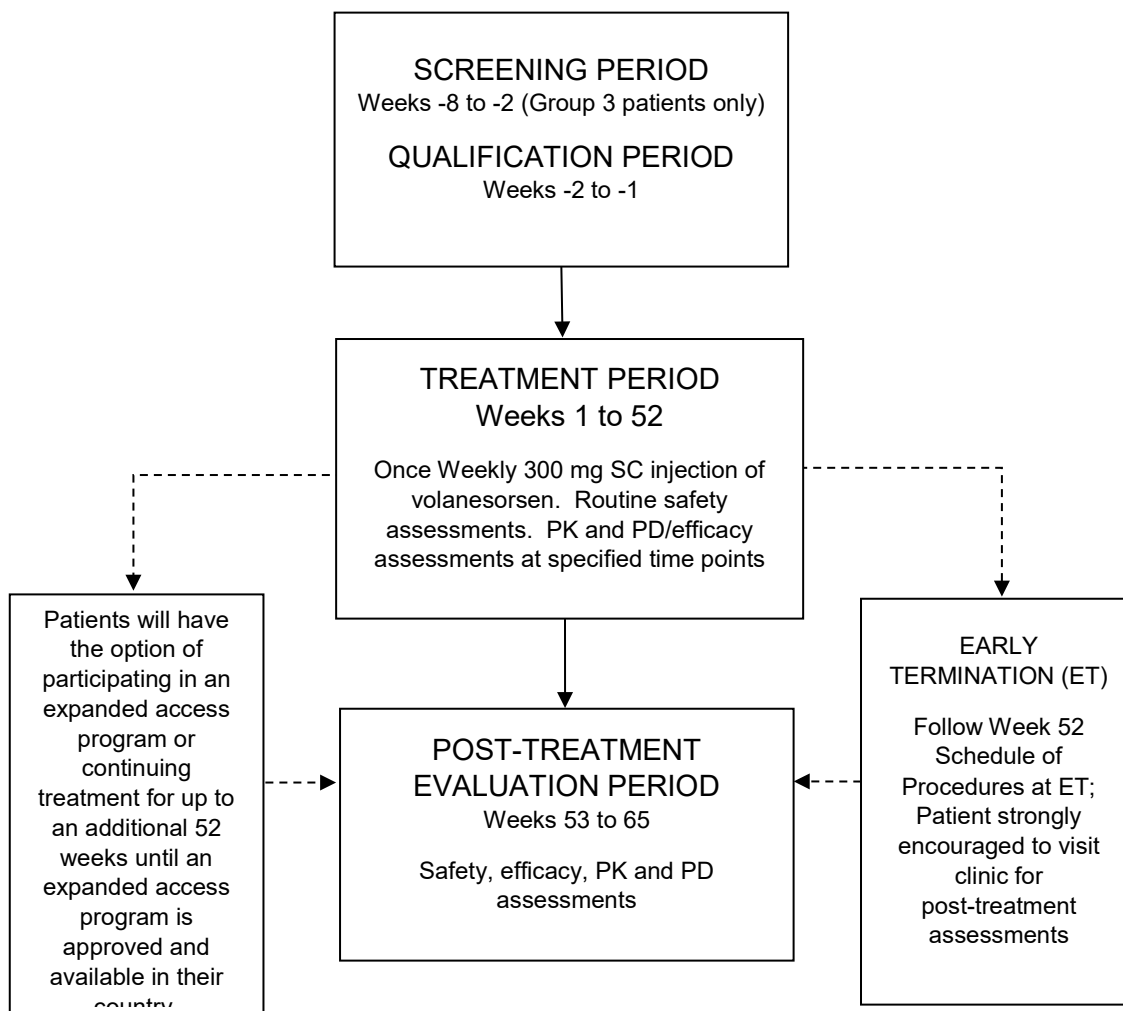 SCREENING PERIOD
Weeks -8 to -2 (Group 3 patients only)
QUALIFICATION PERIOD
Weeks -2 to -1
TREATMENT PERIOD
Weeks 1 to 52
Once Weekly 300 mg SC injection of
volanesorsen.  Routine safety
assessments.  PK and PD/efficacy
assessments at specified time points
Patients will have
the option of
participating in an
expanded access
program or
continuing
treatment for up to
an additional 52
weeks until an
expanded access
program is
approved and
available in their
country
POST-TREATMENT
EVALUATION PERIOD
Weeks 53 to 65
Safety, efficacy, PK and PD
assessments
EARLY
TERMINATION (ET)
Follow Week 52
Schedule of
Procedures at ET;
Patient strongly
encouraged to visit
clinic for
post-treatment
assessments